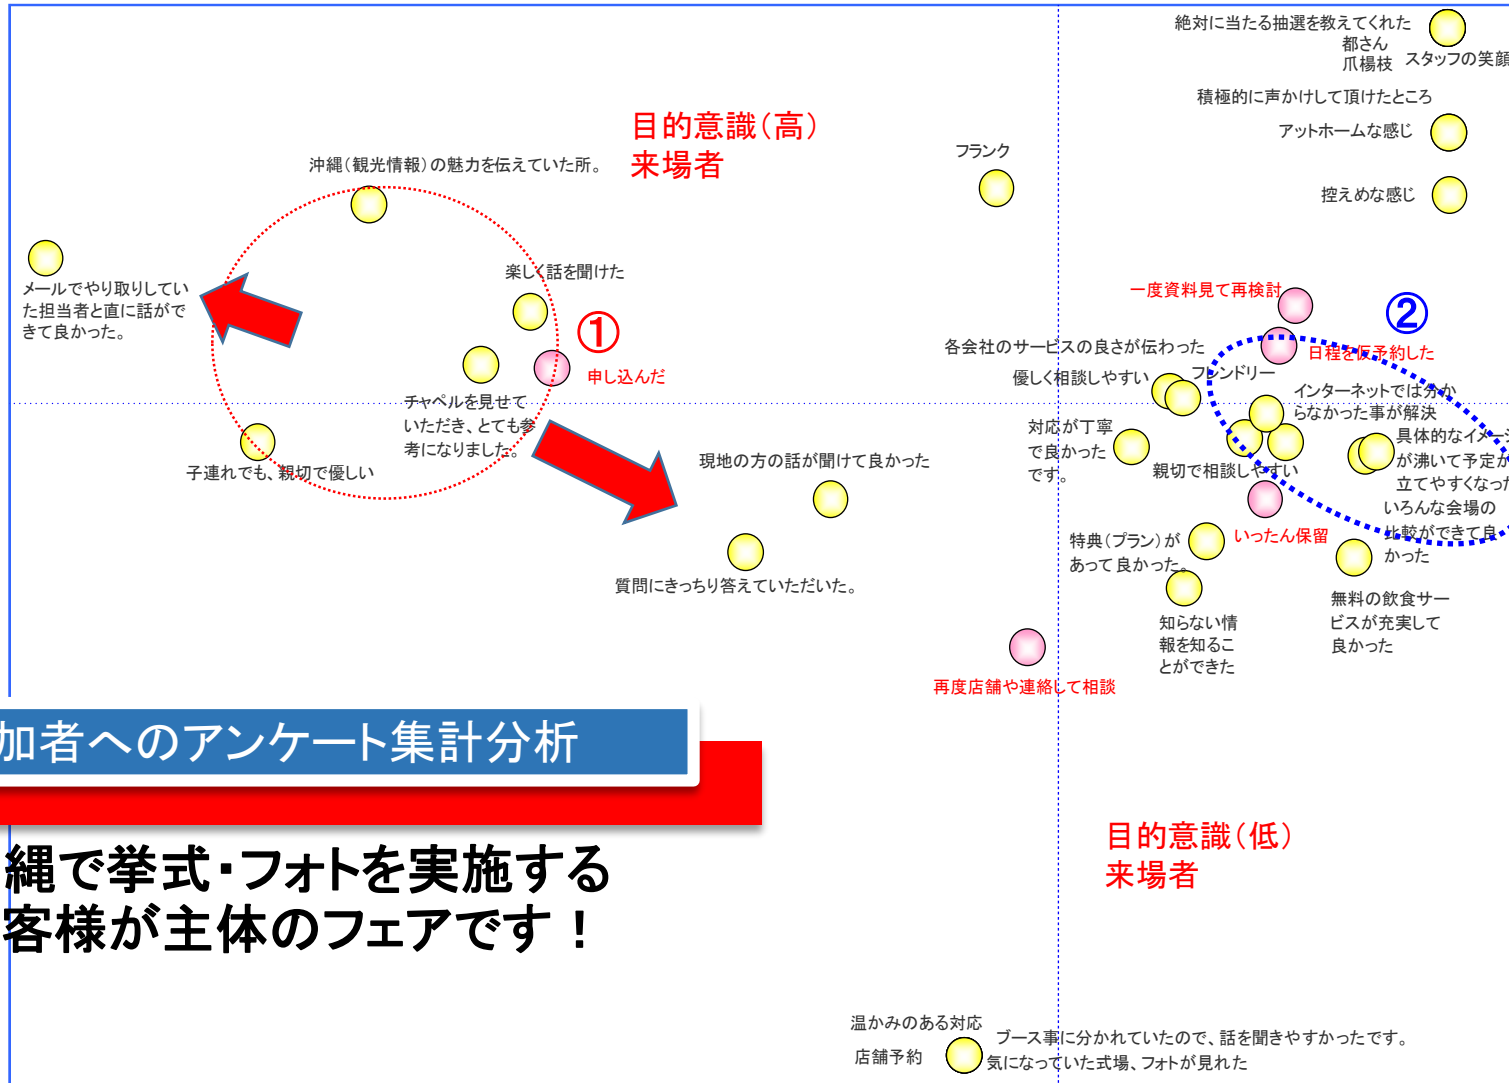 絶対に当たる抽選を教えてくれた
都さん
爪楊枝
スタッフの笑顔
積極的に声かけして頂けたところ
アットホームな感じ
控えめな感じ
目的意識(高)
来場者
フランク
沖縄(観光情報)の魅力を伝えていた所。
メールでやり取りしてい
た担当者と直に話がで
きて良かった。
楽しく話を聞けた
①
申し込んだ
チャペルを見せて
いただき、とても参
考になりました。
子連れでも、親切で優しい
一度資料見て再検討
②
日程を仮予約した
各会社のサービスの良さが伝わった
優しく相談しやすい
フレンドリー
インターネットでは分か
らなかった事が解決
対応が丁寧
で良かった
です。
親切で相談しやすい
具体的なイメージ
が沸いて予定が
立てやすくなった
いろんな会場の
比較ができて良
かった
現地の方の話が聞けて良かった
質問にきっちり答えていただいた。
いったん保留
特典(プラン)が
あって良かった。
知らない情
報を知るこ
とができた
無料の飲食サー
ビスが充実して
良かった
再度店舗や連絡して相談
加者へのアンケート集計分析
縄で挙式・フォトを実施する
客様が主体のフェアです!
目的意識(低)
来場者
温かみのある対応
店舗予約
ブース事に分かれていたので、話を聞きやすかったです。
気になっていた式場、フォトが見れた